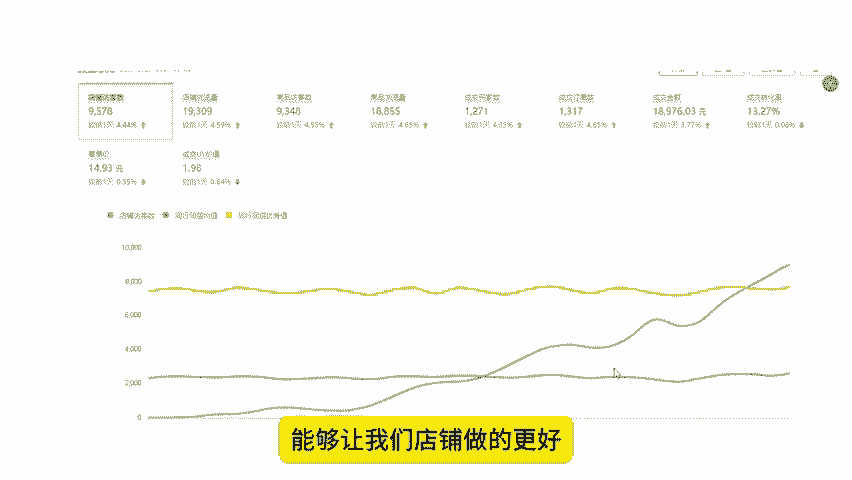 店铺访客数 店铺浏览量 商品访客数 商品浏览量 成交买家数 成交订单数 成交金额 成交转化率
9,578 19,309 9,348 18,855 1,271 1,317 18,976.03 元 13.27%
较前1天 4.44% 较前1天 4.59% 较前1天 4.55% 较前1天 4.65% 较前1天 4.35% 较前1天 4.65% 较前1天 3.77% 较前1天 0.08%
客单价 成交UV价值
14.93 元 1.98
较前1天 0.55% 较前1天 0.64%
店铺访客数 同行同层均值 同行同层优秀值
10,000
8,000
6,000
4,000
2,000
0
能够让我们店铺做的更好